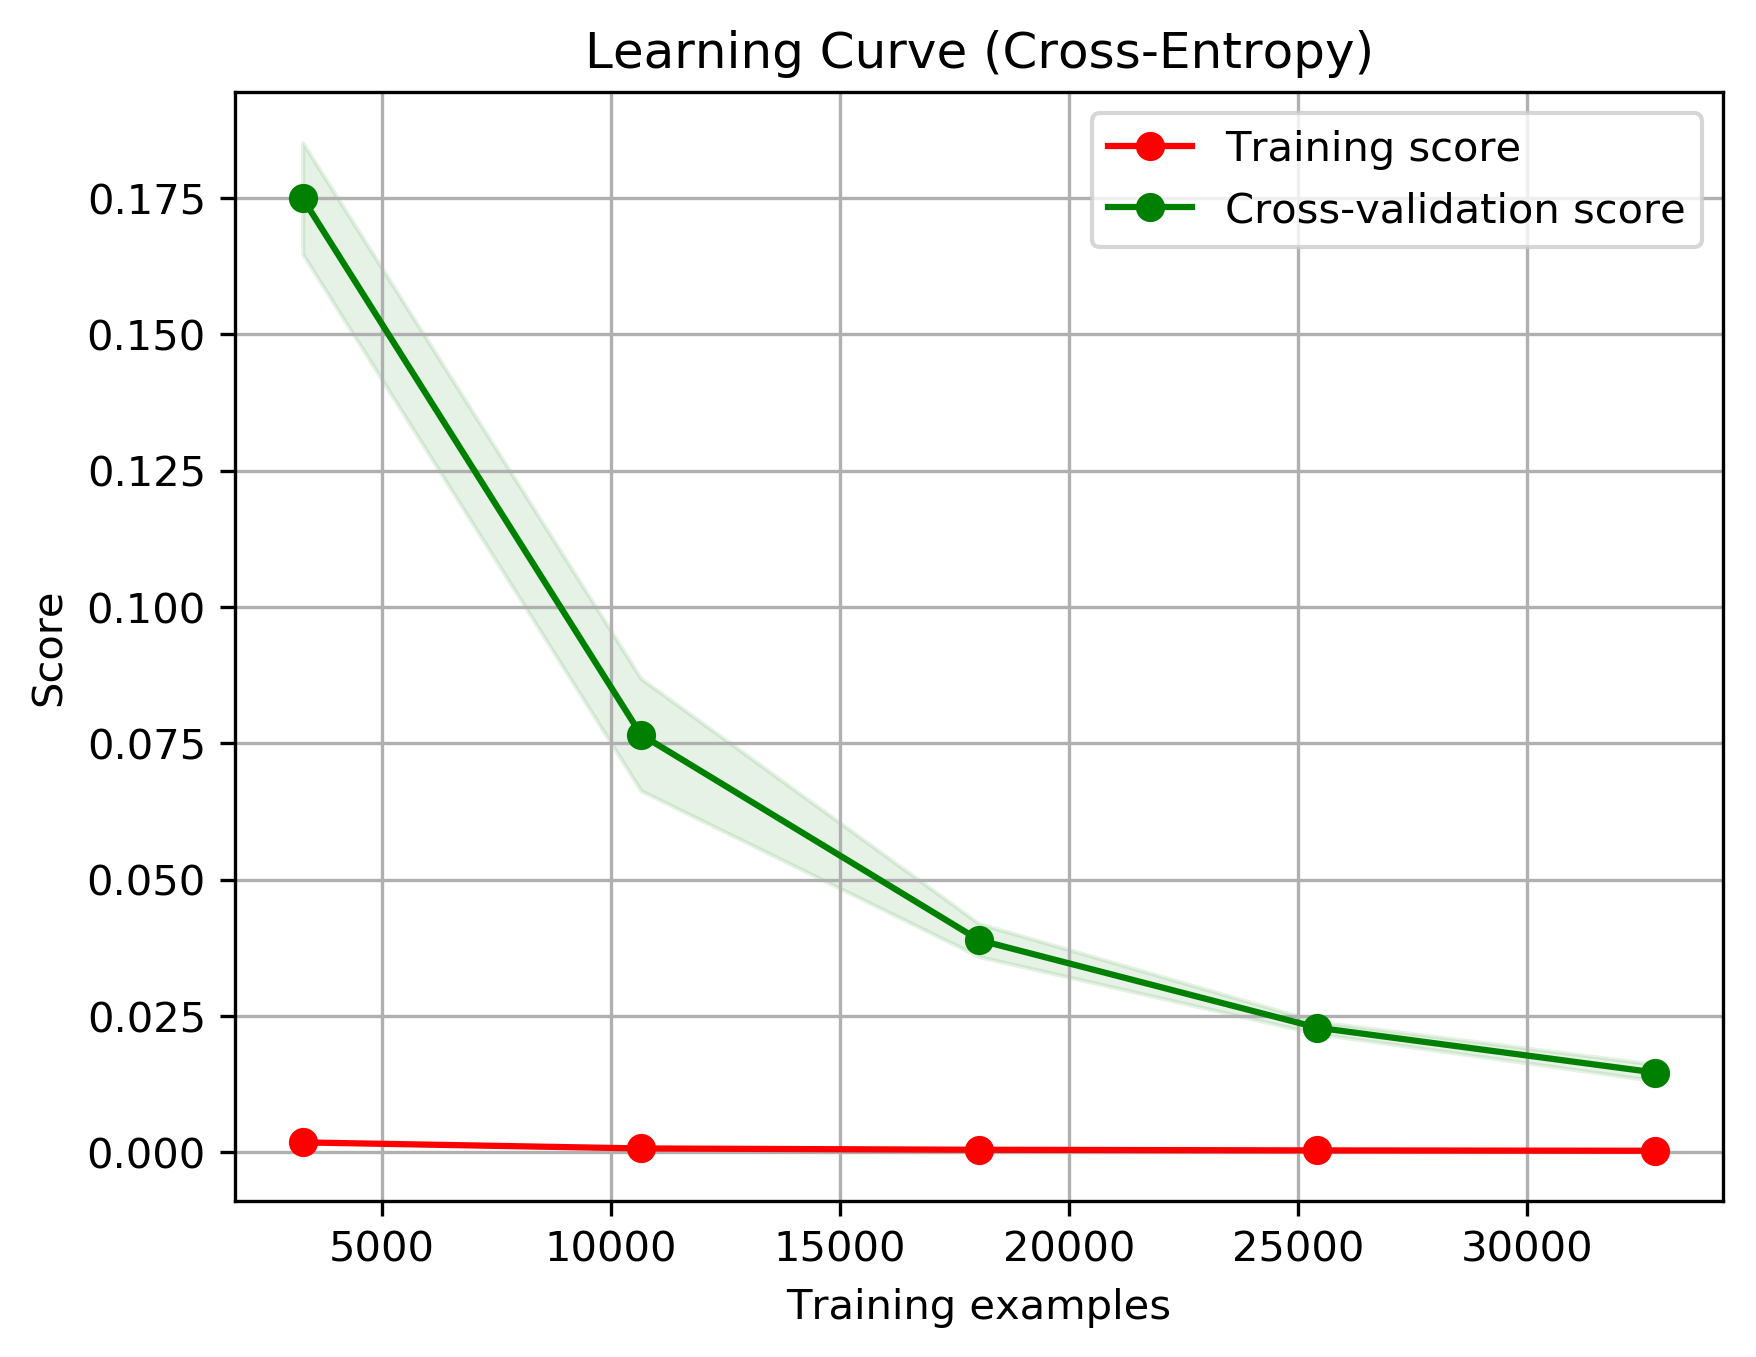 Learning Curve (Cross-Entropy)
Training score
Cross-validation score
0.175
0.150
0.125
0.100
0.075
0.050
0.025
0.000
Score
5000 10000 15000 20000 25000 30000
Training examples